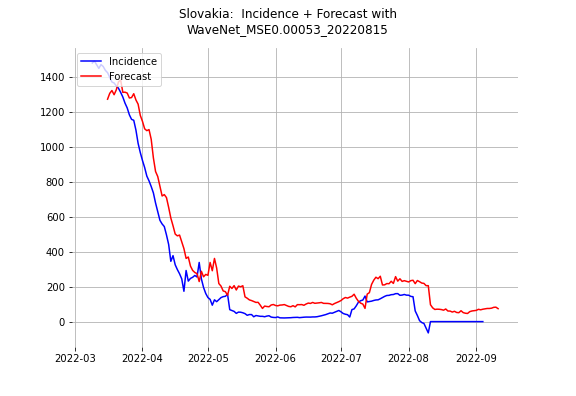 Slovakia:  Incidence + Forecast with
WaveNet_MSE0.00053_20220815
Incidence
Forecast
1400
1200
1000
800
600
400
200
0
2022-03 2022-04 2022-05 2022-06 2022-07 2022-08 2022-09